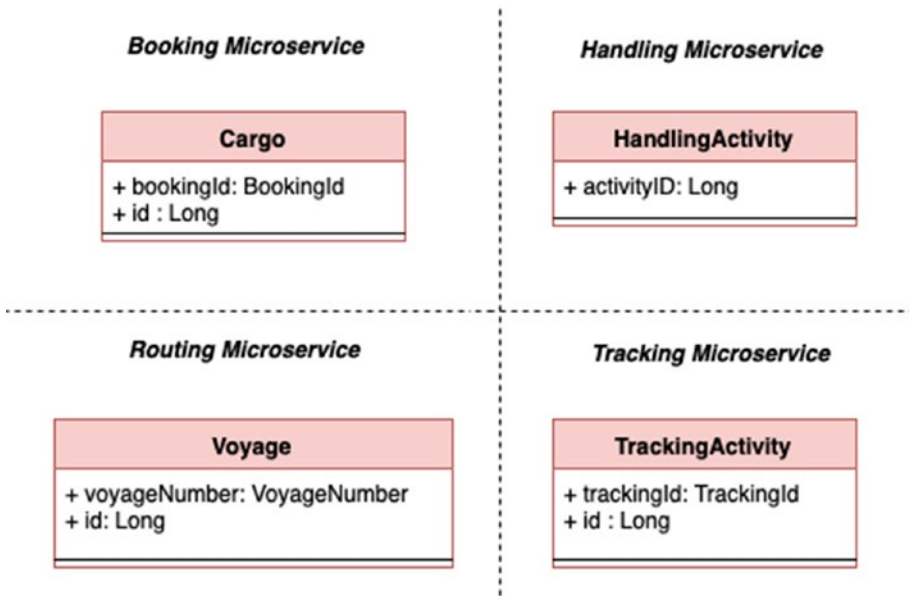 Booking Microservice
Cargo
+ bookingId: BookingId
+ id : Long
Handling Microservice
HandlingActivity
+ activityID: Long
Routing Microservice
Voyage
+ voyageNumber: VoyageNumber
+ id: Long
Tracking Microservice
TrackingActivity
+ trackingId: TrackingId
+ id : Long